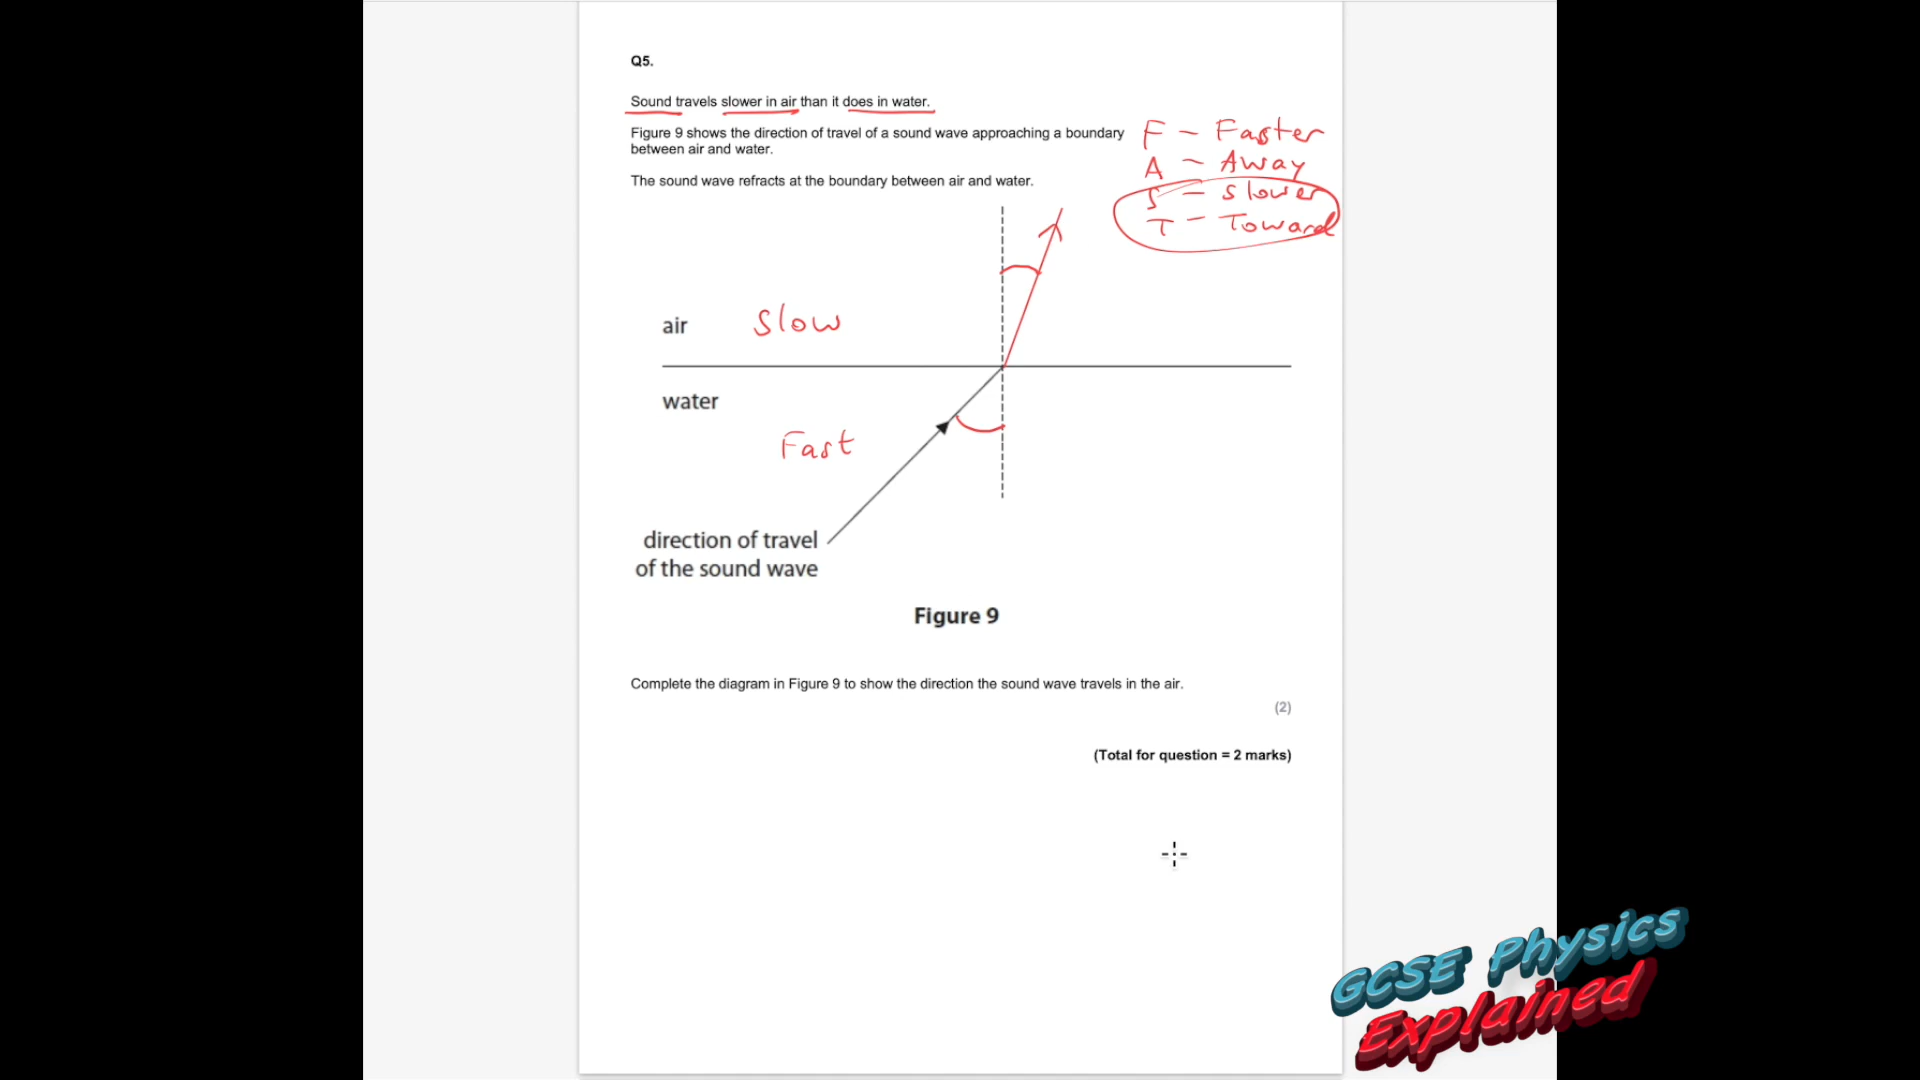 Q5.
Sound travels slower in air than it does in water.
Figure 9 shows the direction of travel of a sound wave approaching a boundary
between air and water.
The sound wave refracts at the boundary between air and water.
F - Faster
A - Away
S - Slower
T - Toward
air
Slow
water
Fast
direction of travel
of the sound wave
Figure 9
Complete the diagram in Figure 9 to show the direction the sound wave travels in the air.
(2)
(Total for question = 2 marks)
GCSE Physics
Explained